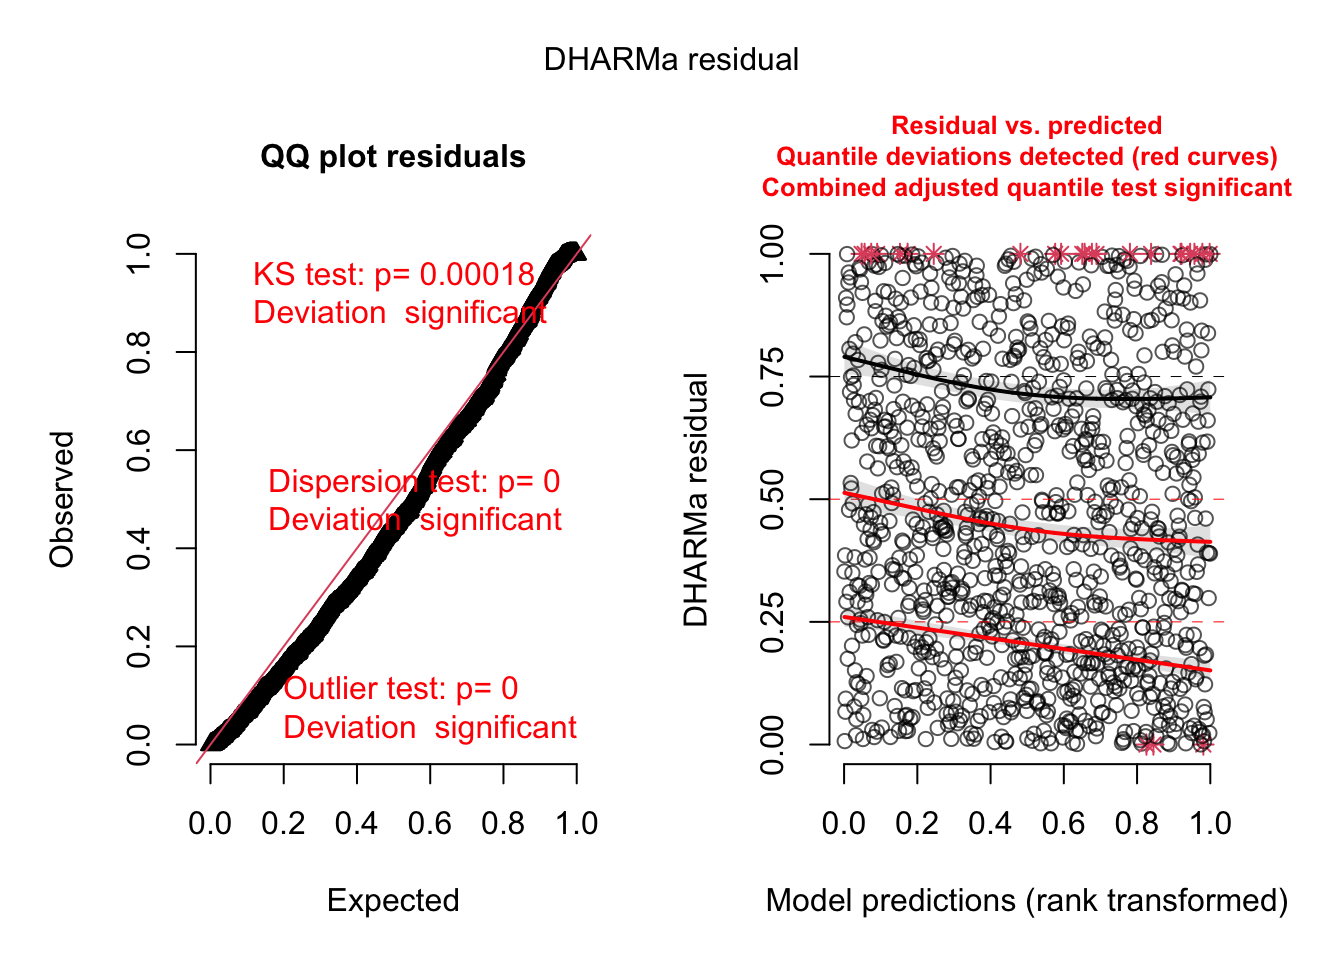 DHARMa residual
QQ plot residuals
KS test: p= 0.00018
Deviation  significant
Dispersion test: p= 0
Deviation  significant
Outlier test: p= 0
Deviation  significant
Observed
0.0 0.2 0.4 0.6 0.8 1.0
0.0 0.2 0.4 0.6 0.8 1.0
Expected
Residual vs. predicted
Quantile deviations detected (red curves)
Combined adjusted quantile test significant
DHARMa residual
0.00 0.25 0.50 0.75 1.00
0.0 0.2 0.4 0.6 0.8 1.0
Model predictions (rank transformed)